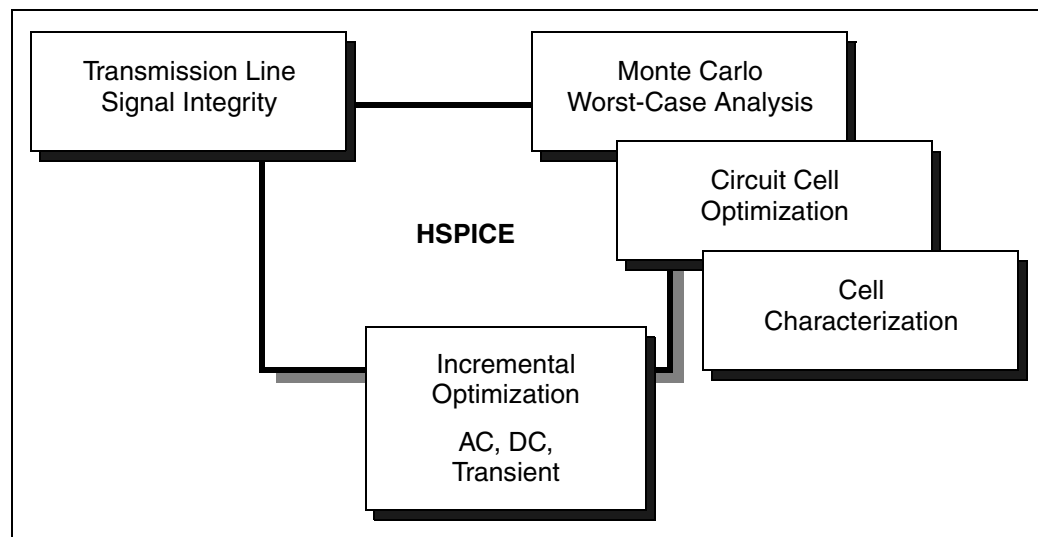 Transmission Line
Signal Integrity
Monte Carlo
Worst-Case Analysis
Circuit Cell
Optimization
HSPICE
Cell
Characterization
Incremental
Optimization
AC, DC,
Transient